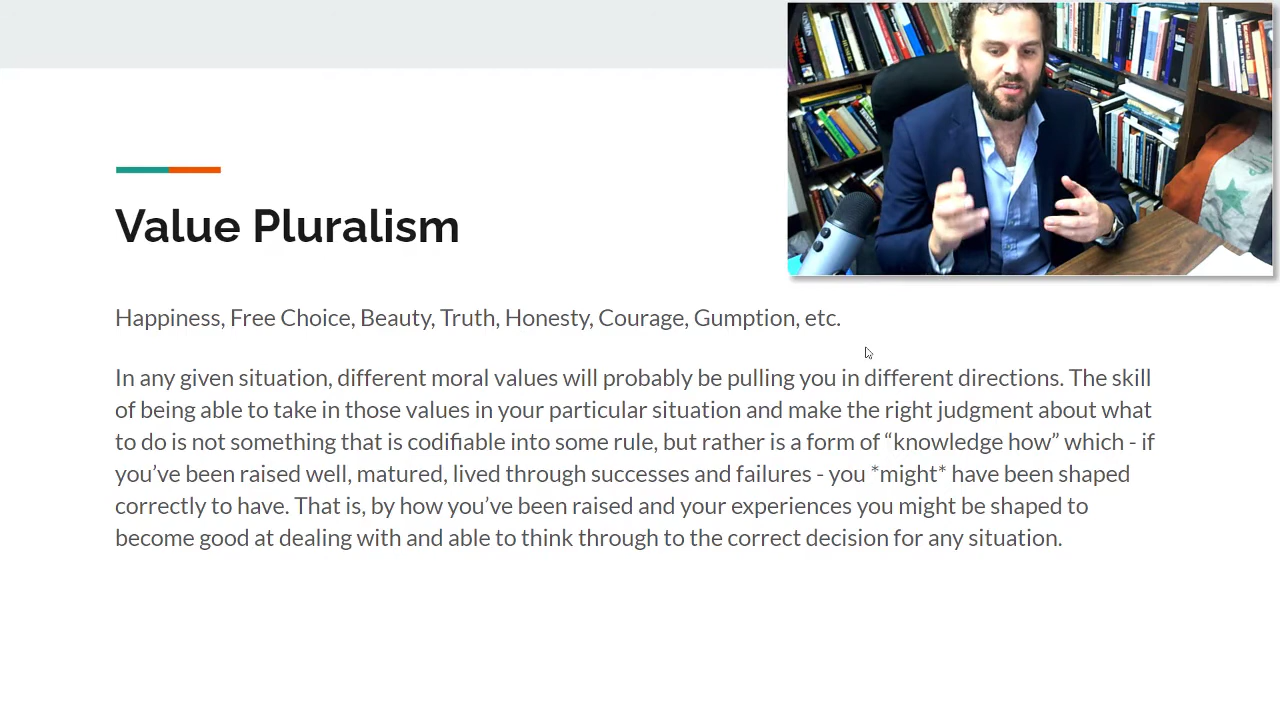 Value Pluralism
Happiness, Free Choice, Beauty, Truth, Honesty, Courage, Gumption, etc.
In any given situation, different moral values will probably be pulling you in different directions. The skill
of being able to take in those values in your particular situation and make the right judgment about what
to do is not something that is codifiable into some rule, but rather is a form of “knowledge how” which - if
you’ve been raised well, matured, lived through successes and failures - you *might* have been shaped
correctly to have. That is, by how you’ve been raised and your experiences you might be shaped to
become good at dealing with and able to think through to the correct decision for any situation.